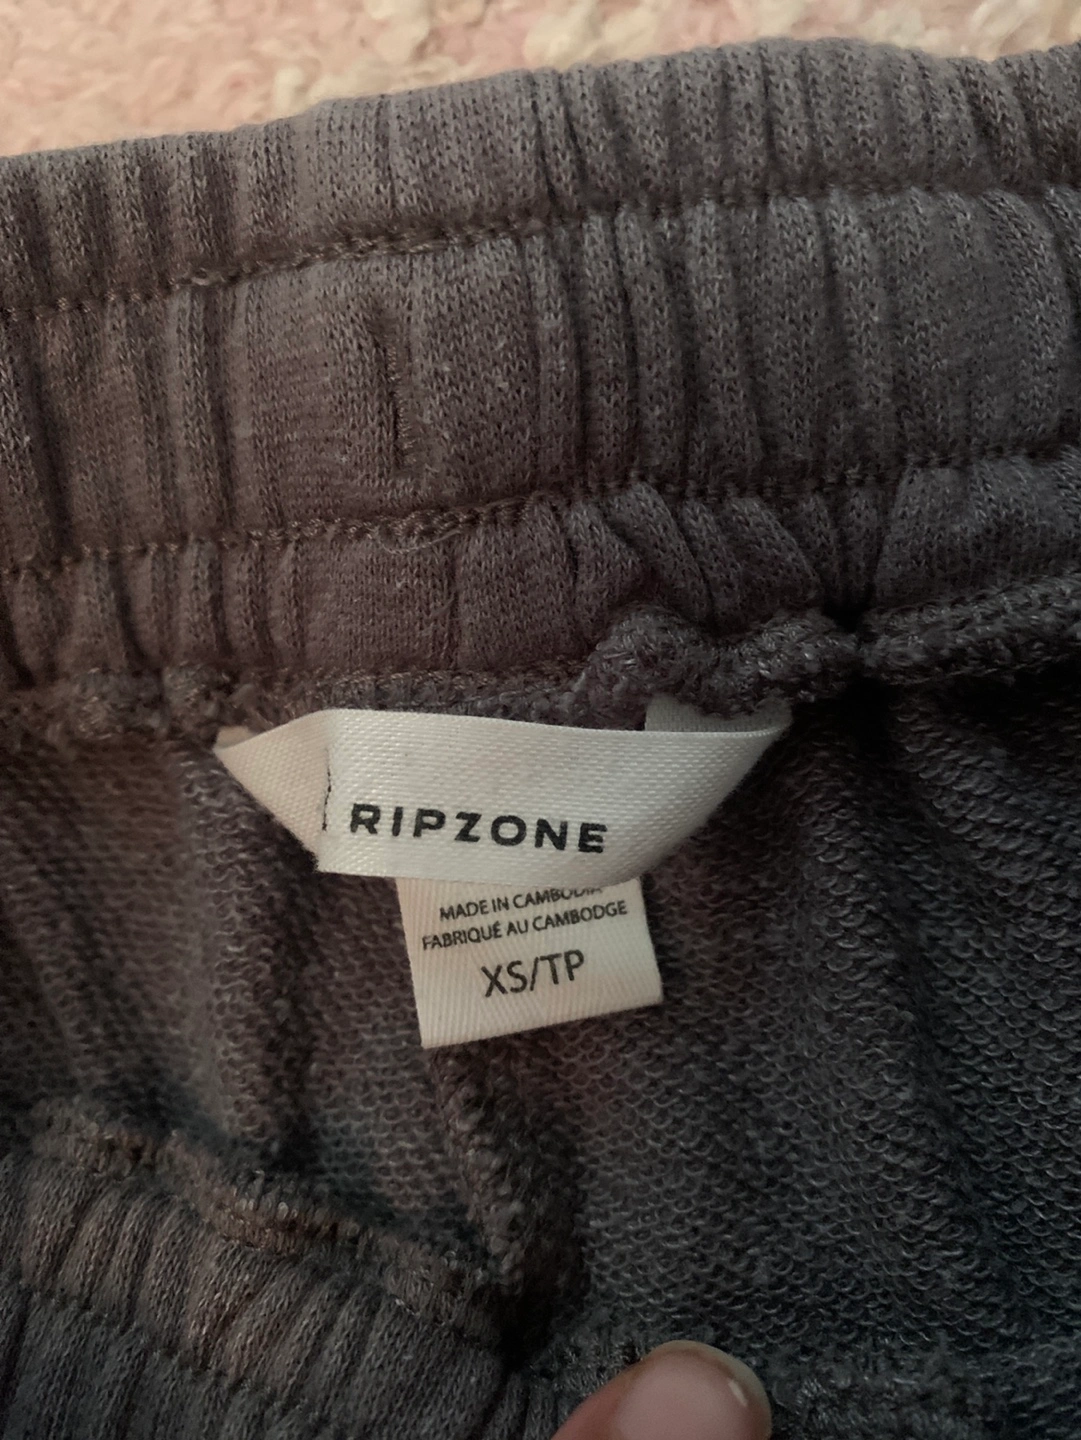 RIPZONE
MADE IN CAMBODIA
FABRIQUÉ AU CAMBODGE
XS/TP